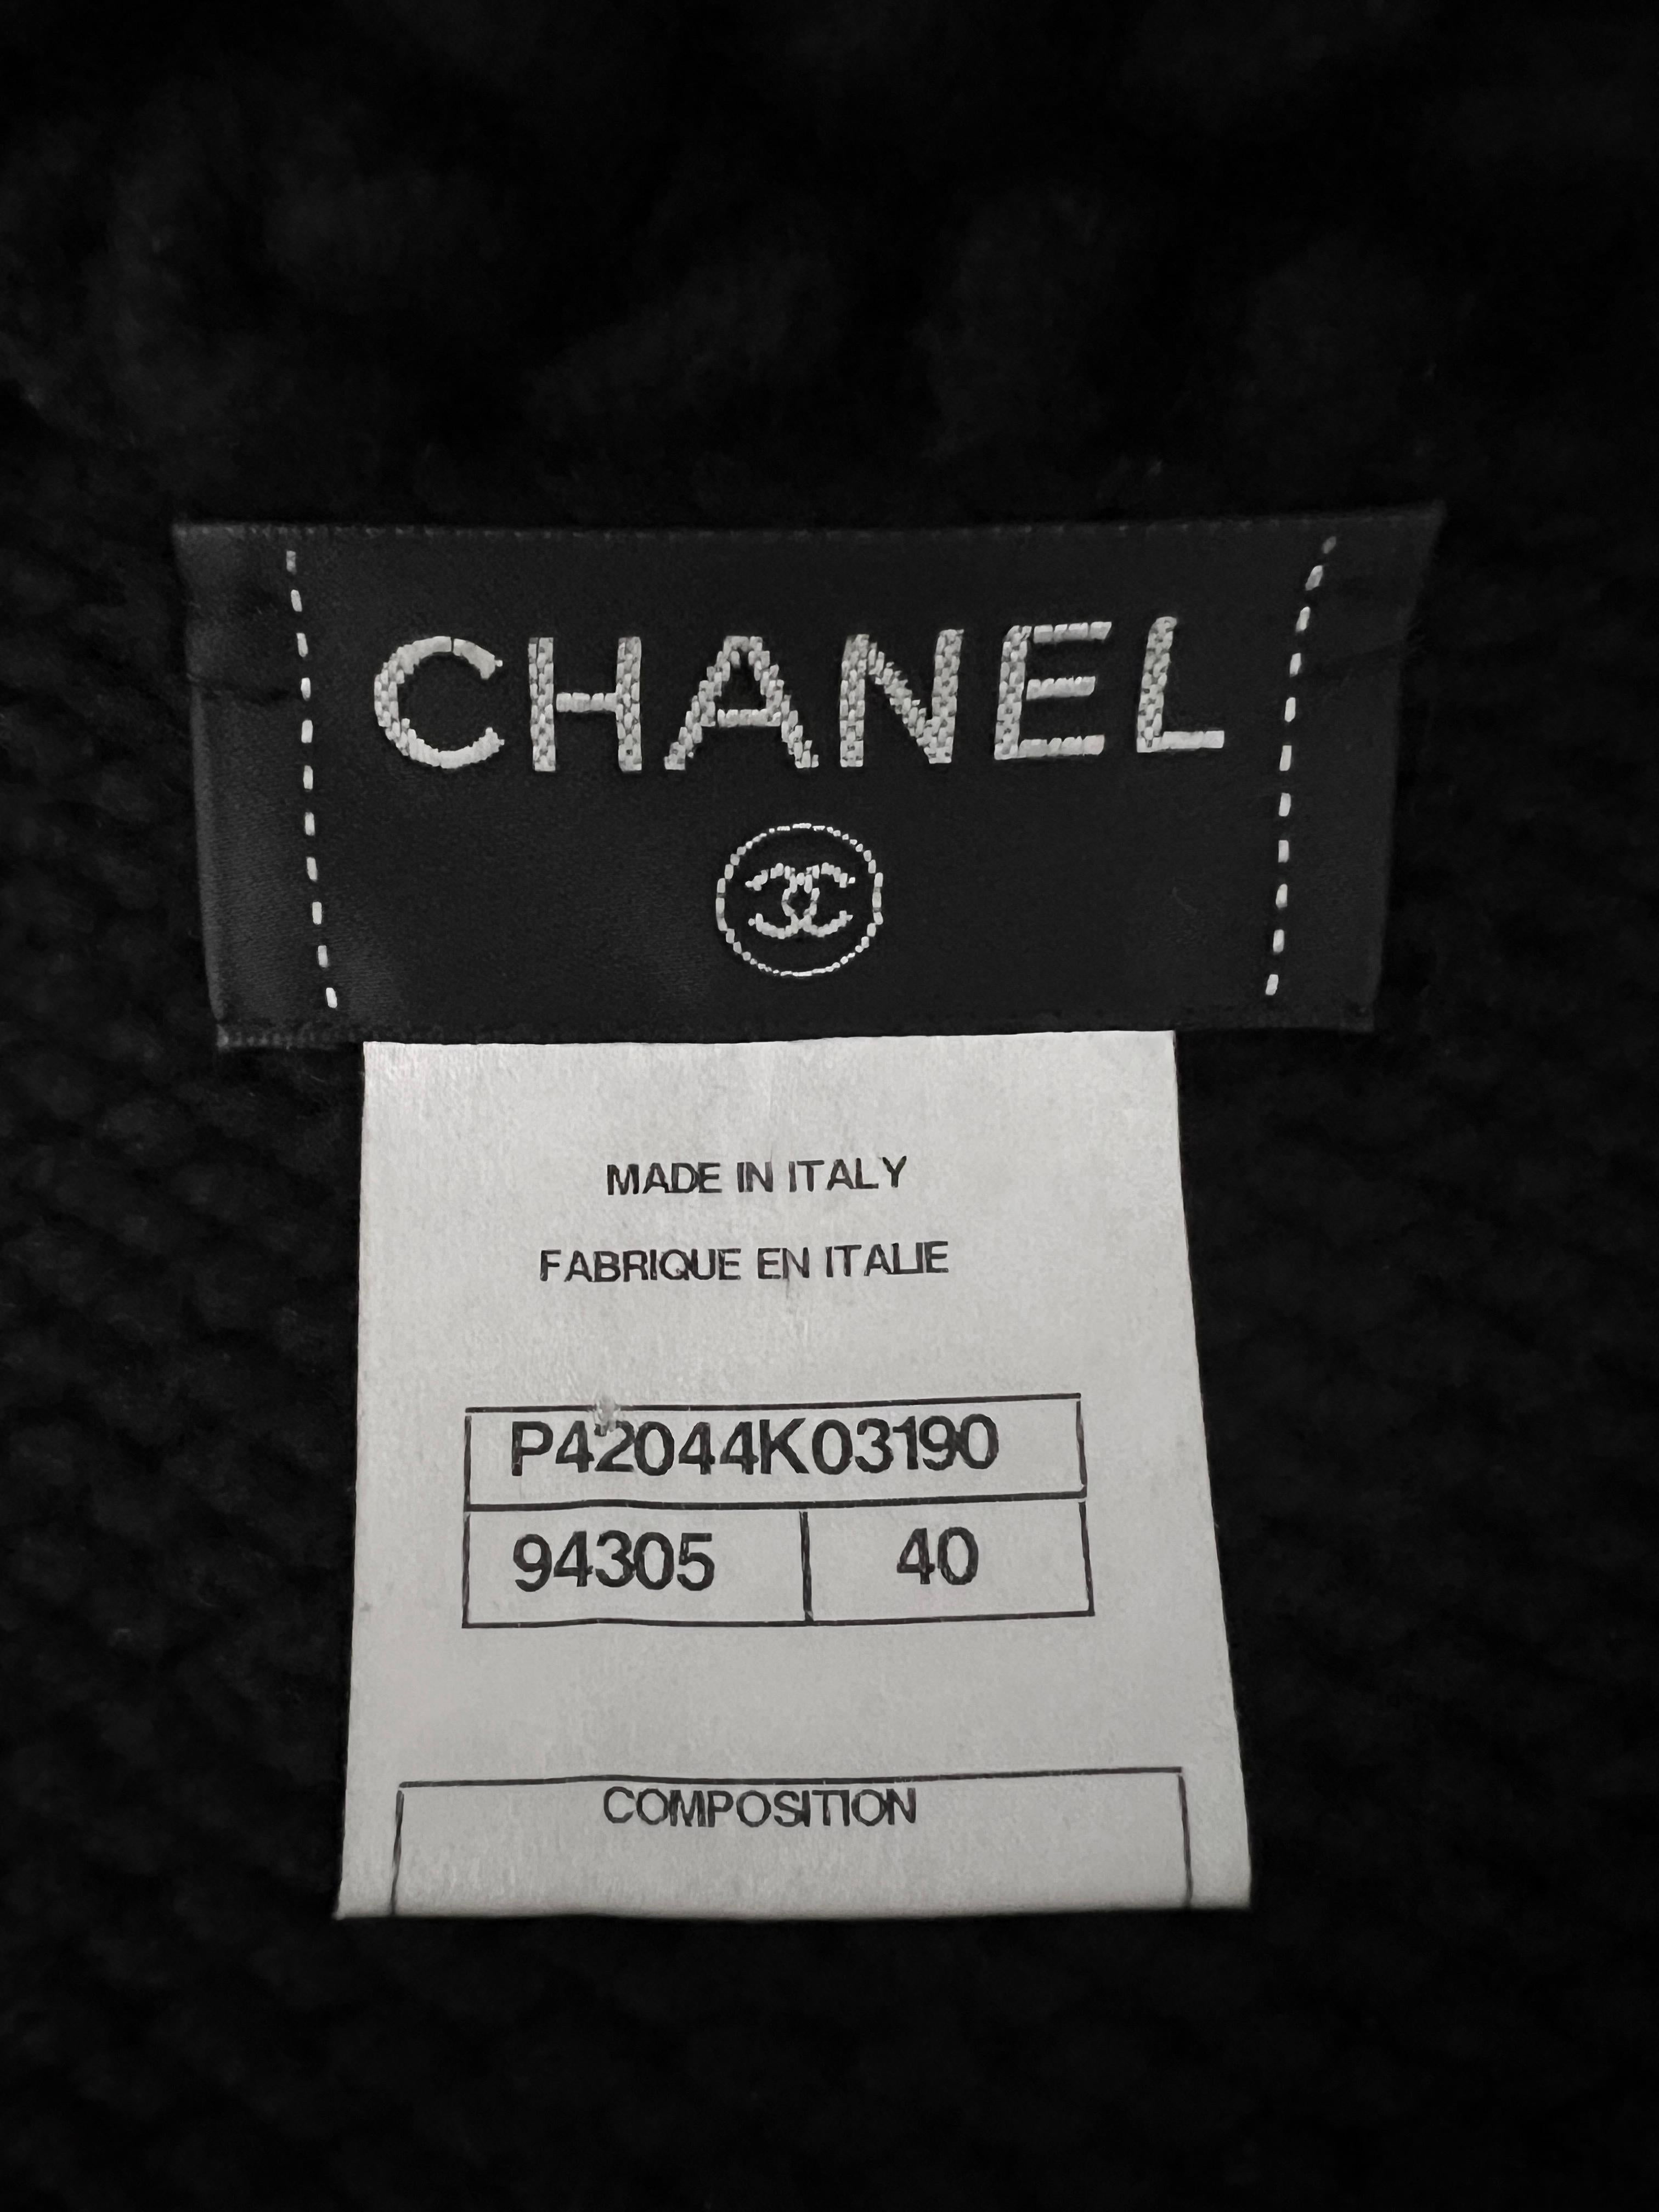 CHANEL
MADE IN ITALY
FABRIQUE EN ITALIE
P42044K03190
94305 40
COMPOSITION